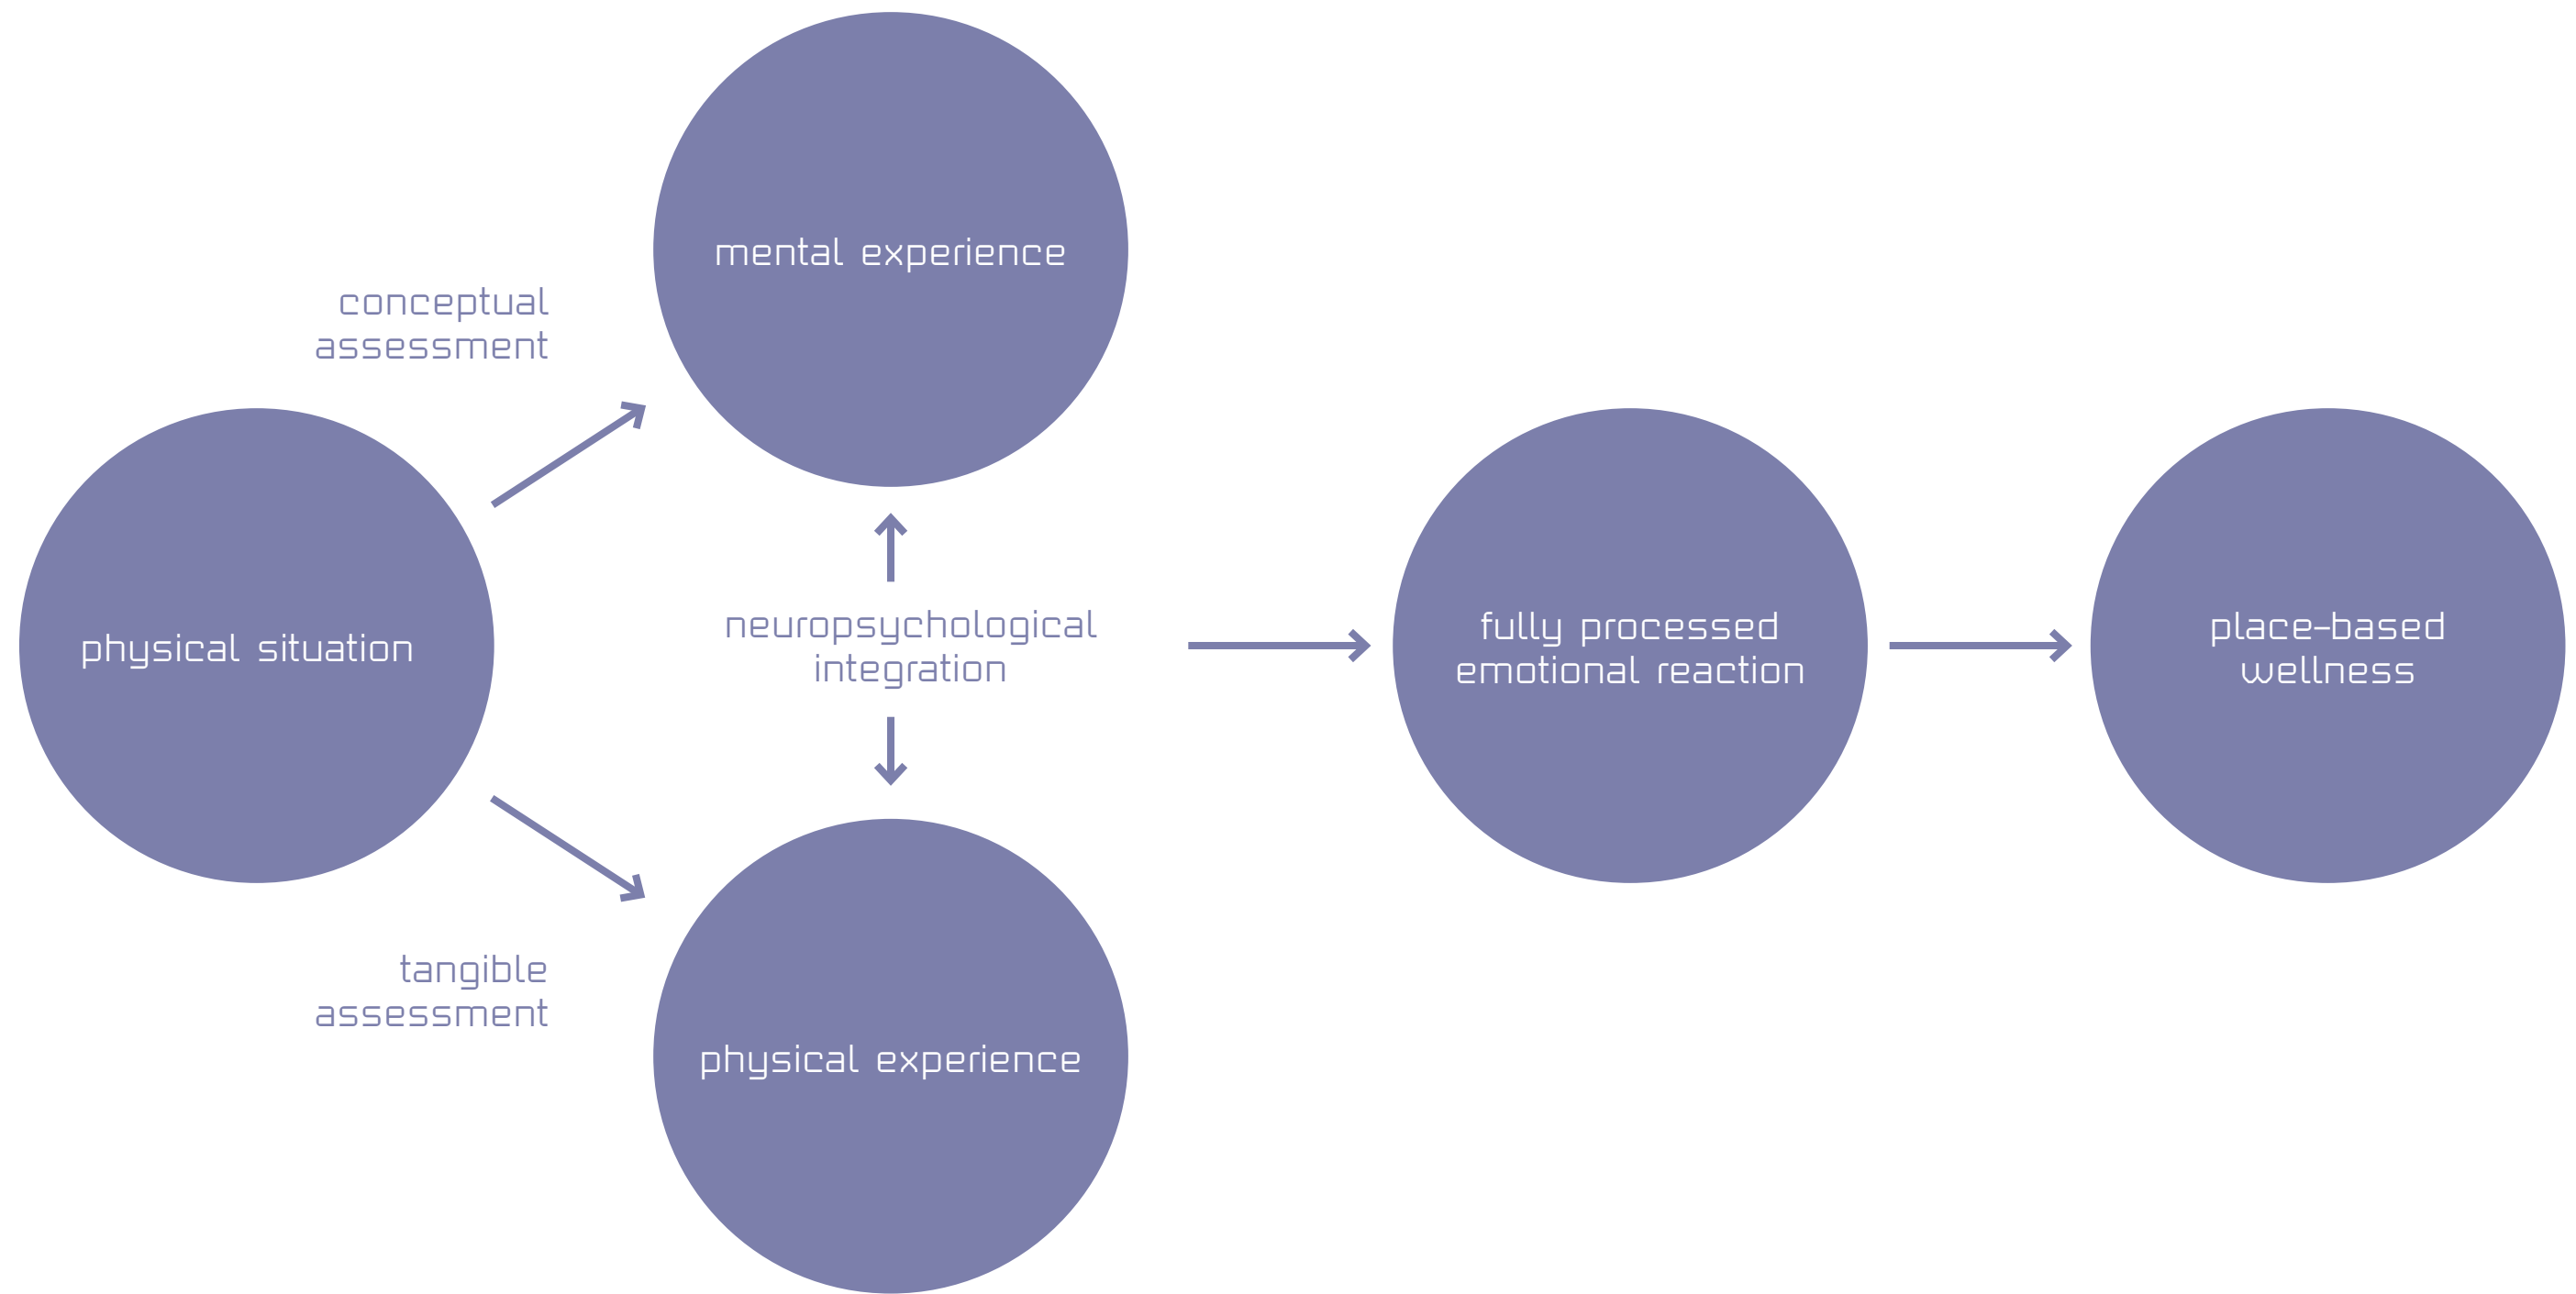 mental experience
conceptual
assessment
physical situation
neuropsychological
integration
fully processed
emotional reaction
place-based
wellness
tangible
assessment
physical experience